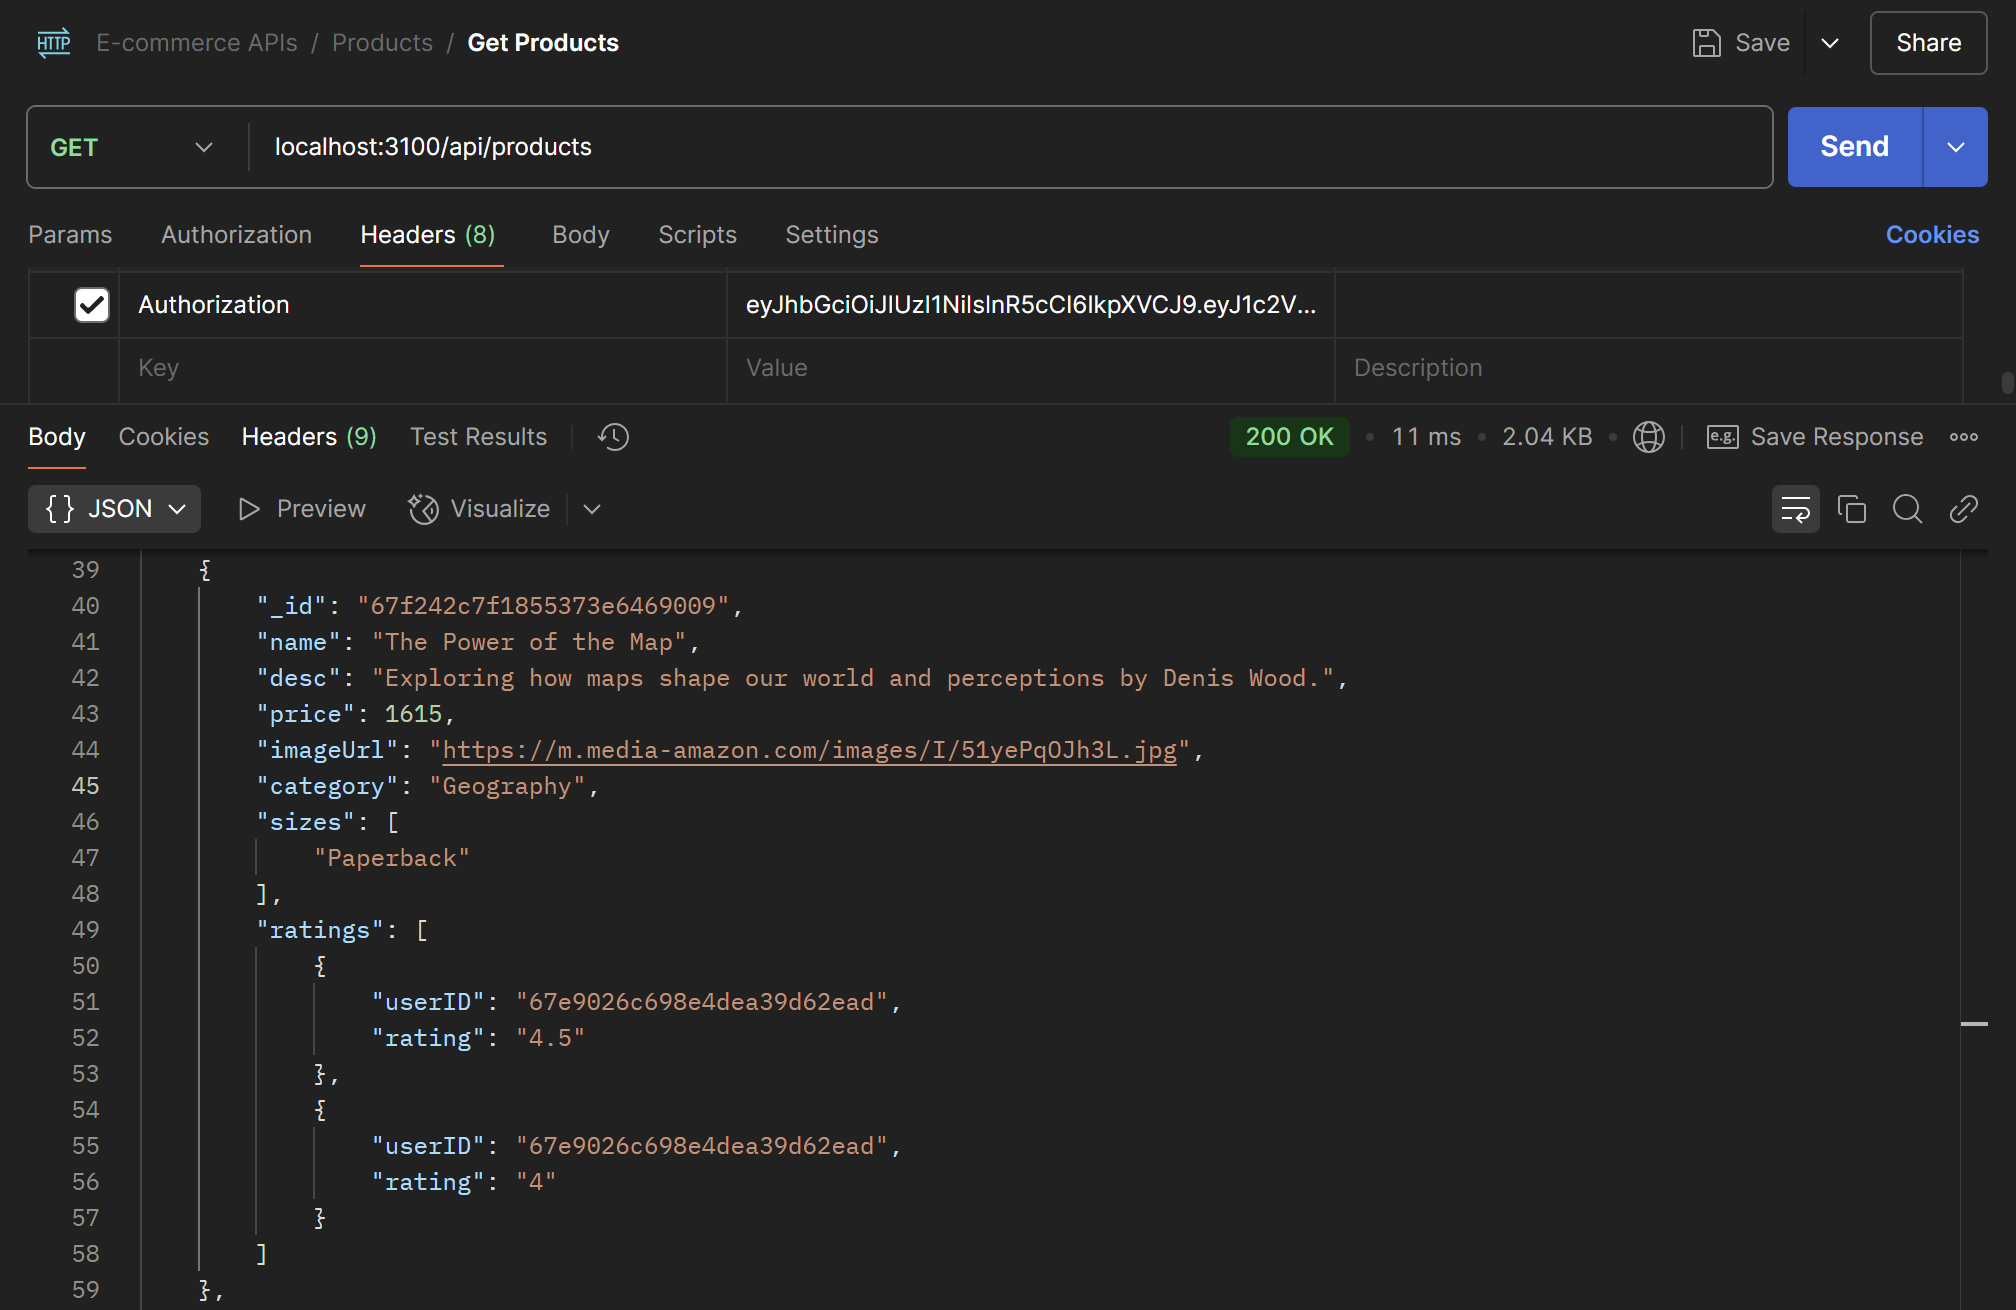 HTTP E-commerce APIs / Products / Get Products Save Share
GET localhost:3100/api/products Send
Params Authorization Headers (8) Body Scripts Settings Cookies
Authorization eyJhbGciOiJIUzI1NiIsInR5cCI6IkpXVCJ9.eyJ1c2V...
Key Value Description
Body Cookies Headers (9) Test Results 200 OK • 11 ms • 2.04 KB • e.g. Save Response
{} JSON Preview Visualize
39 {
40 "_id": "67f242c7f1855373e6469009",
41 "name": "The Power of the Map",
42 "desc": "Exploring how maps shape our world and perceptions by Denis Wood.",
43 "price": 1615,
44 "imageUrl": "https://m.media-amazon.com/images/I/51yePqOJh3L.jpg",
45 "category": "Geography",
46 "sizes": [
47 "Paperback"
48 ],
49 "ratings": [
50 {
51 "userID": "67e9026c698e4dea39d62ead",
52 "rating": "4.5"
53 },
54 {
55 "userID": "67e9026c698e4dea39d62ead",
56 "rating": "4"
57 }
58 ]
59 },